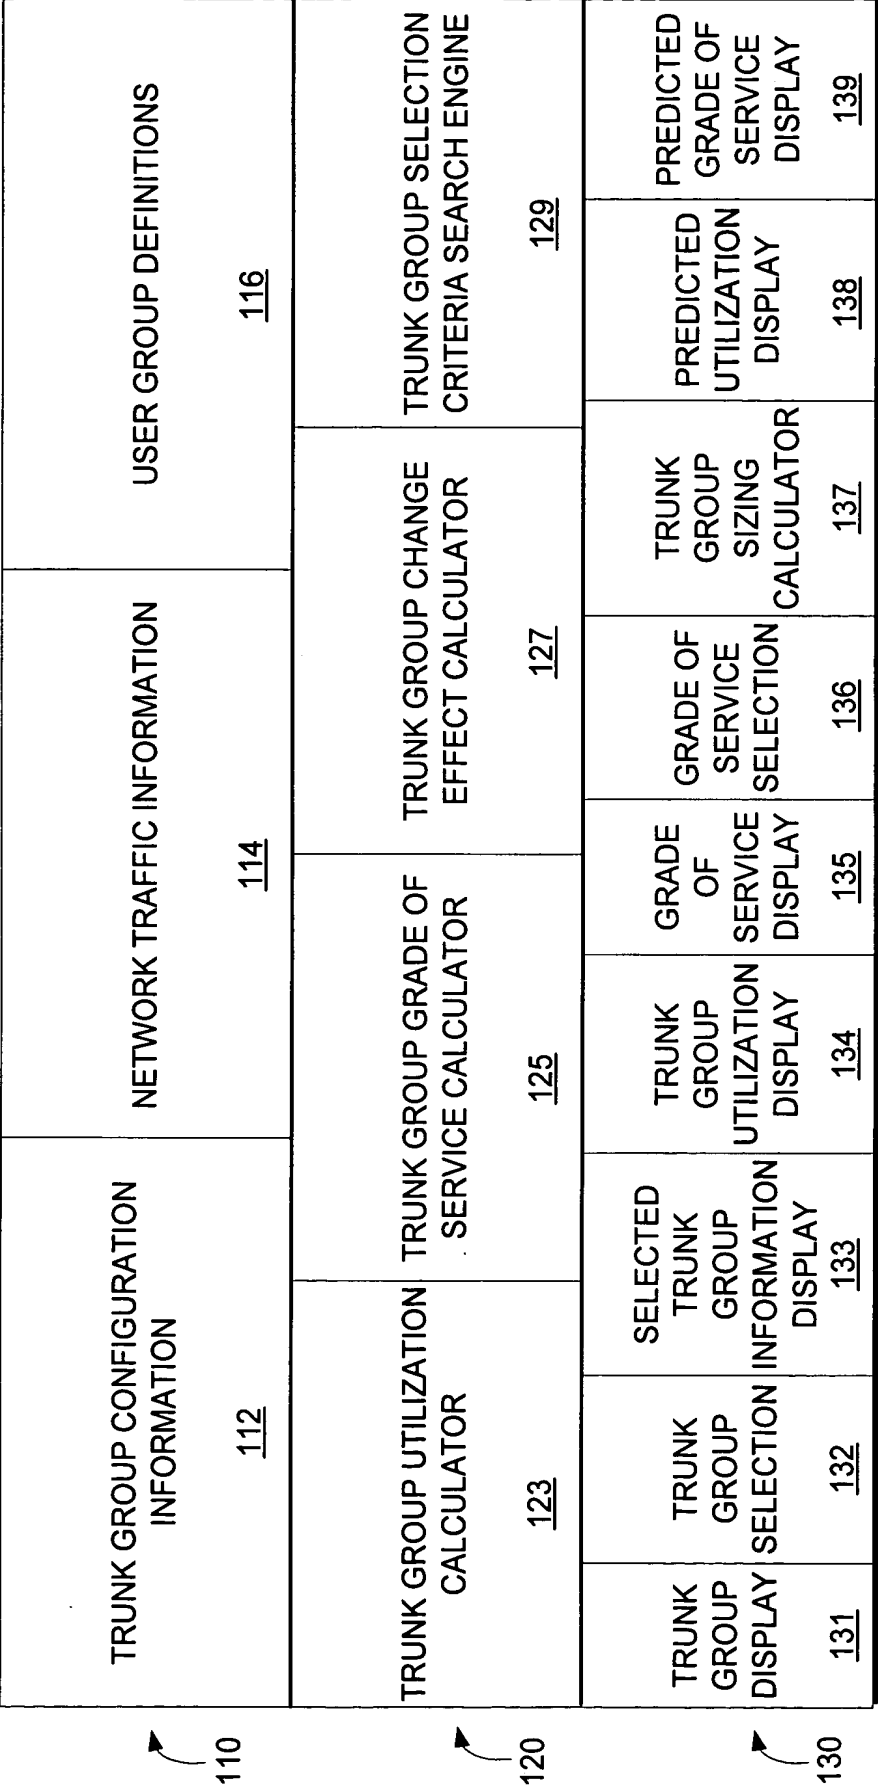 TRUNK GROUP CONFIGURATION
INFORMATION
112
NETWORK TRAFFIC INFORMATION
114
USER GROUP DEFINITIONS
116
110
TRUNK GROUP UTILIZATION
CALCULATOR
123
TRUNK GROUP GRADE OF
SERVICE CALCULATOR
125
TRUNK GROUP CHANGE
EFFECT CALCULATOR
127
TRUNK GROUP SELECTION
CRITERIA SEARCH ENGINE
129
120
TRUNK
GROUP
DISPLAY
131
TRUNK
GROUP
SELECTION
132
SELECTED
TRUNK
GROUP
INFORMATION
DISPLAY
133
TRUNK
GROUP
UTILIZATION
DISPLAY
134
GRADE
OF
SERVICE
DISPLAY
135
GRADE OF
SERVICE
SELECTION
136
TRUNK
GROUP
SIZING
CALCULATOR
137
PREDICTED
UTILIZATION
DISPLAY
138
PREDICTED
GRADE OF
SERVICE
DISPLAY
139
130